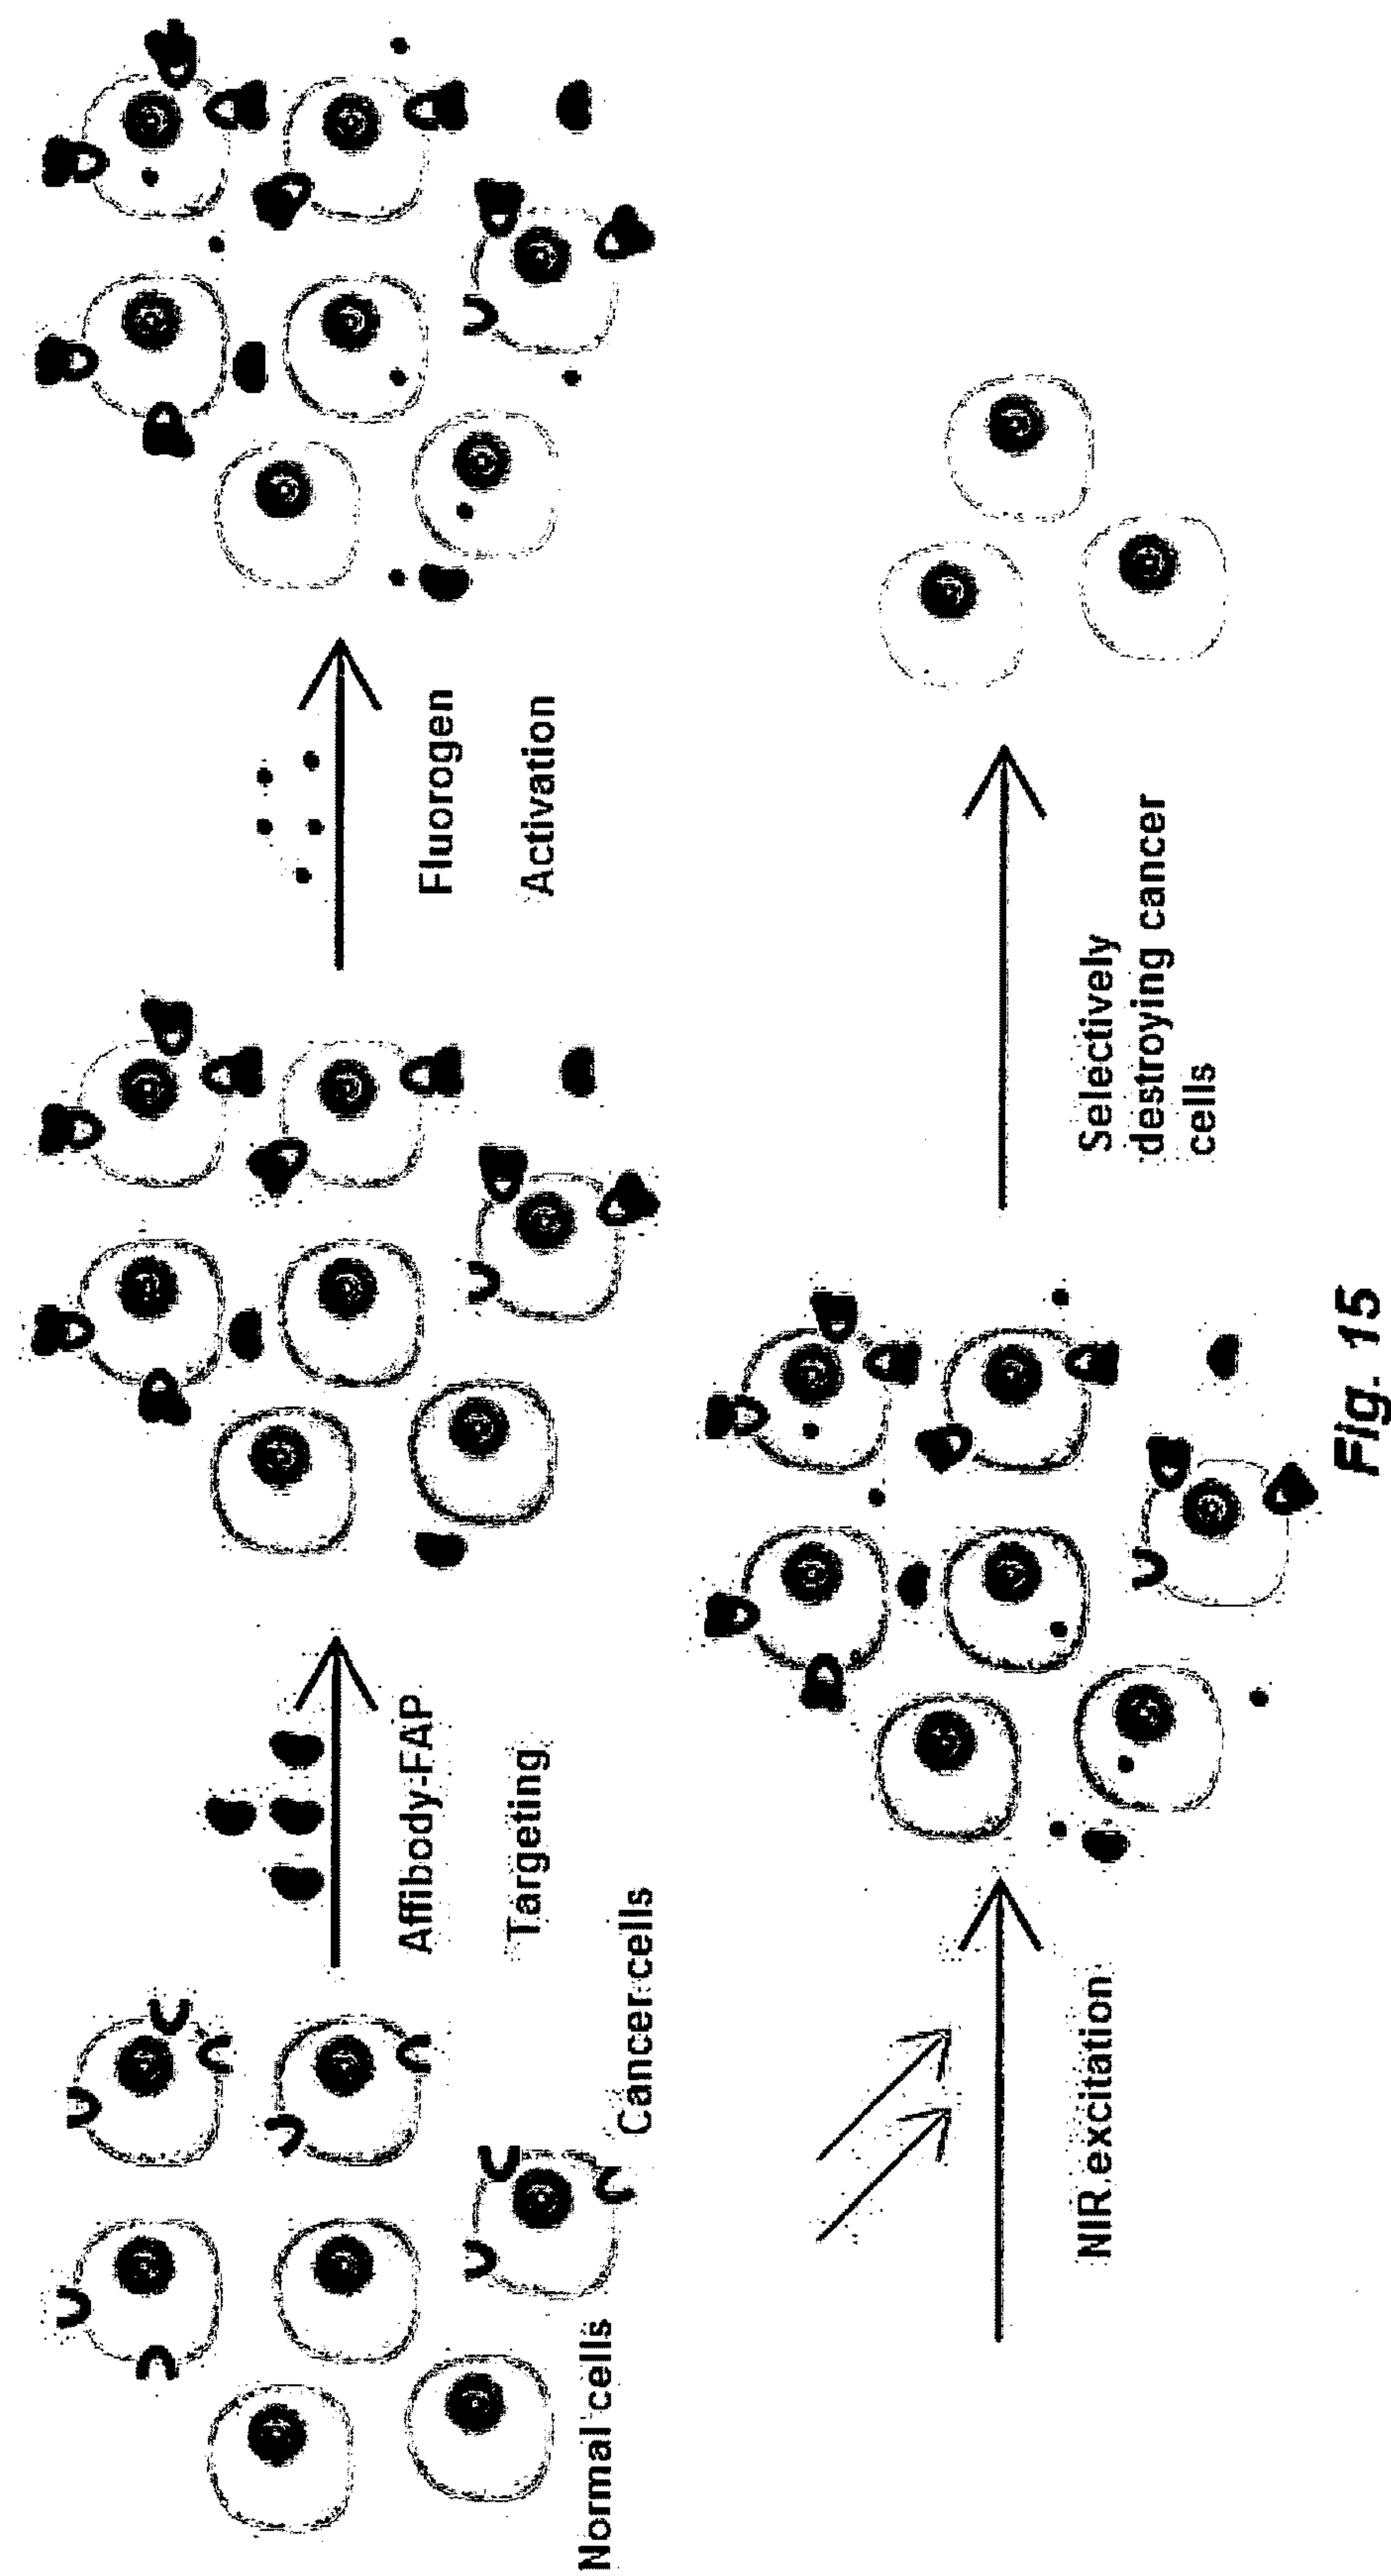 Normal cells
Cancer cells
Affibody-FAP
Targeting
Fluorogen
Activation
NIR excitation
Selectively
destroying cancer
cells
Fig. 15